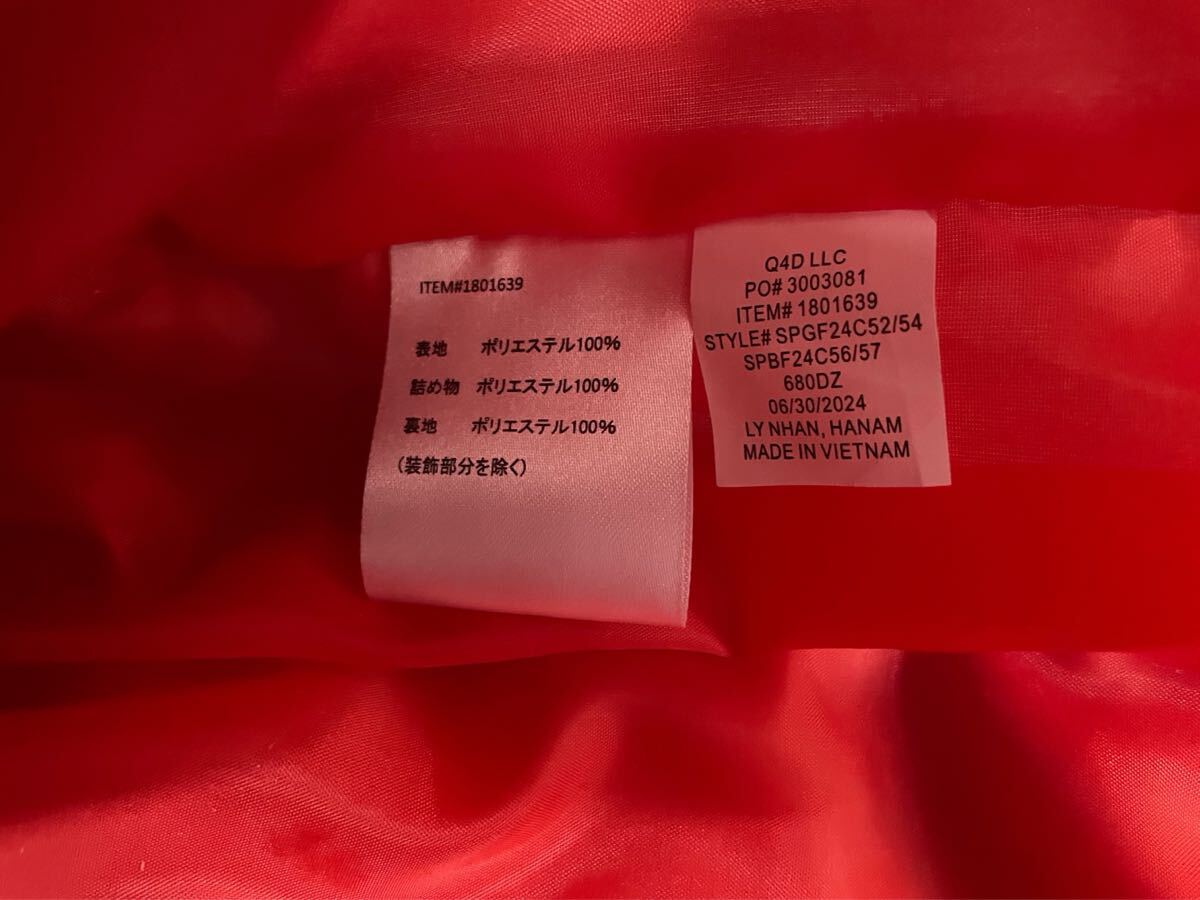 ITEM#1801639
表地 ポリエステル100%
詰め物 ポリエステル100%
裏地 ポリエステル100%
(装飾部分を除く)
Q4D LLC
PO# 3003081
ITEM# 1801639
STYLE# SPGF24C52/54
SPBF24C56/57
680DZ
06/30/2024
LY NHAN, HANAM
MADE IN VIETNAM